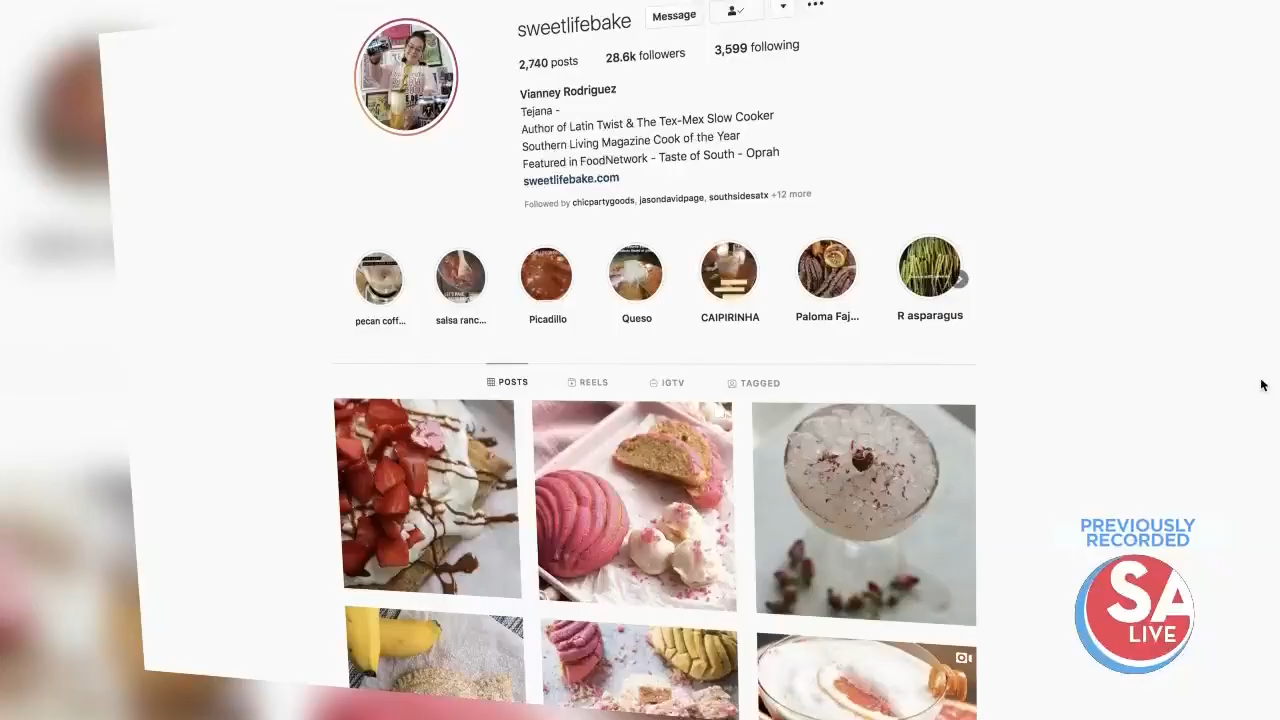 sweetlifebake
Message
2,740 posts
28.6k followers
3,599 following
Vianney Rodriguez
Tejana -
Author of Latin Twist & The Tex-Mex Slow Cooker
Southern Living Magazine Cook of the Year
Featured in FoodNetwork - Taste of South - Oprah
sweetlifebake.com
Followed by chicpartygoods, jasondavidpage, southsidesatx +12 more
pecan coff...
salsa ranc...
Picadillo
Queso
CAIPIRINHA
Paloma Faj...
R asparagus
POSTS
REELS
IGTV
TAGGED
PREVIOUSLY
RECORDED
SA
LIVE